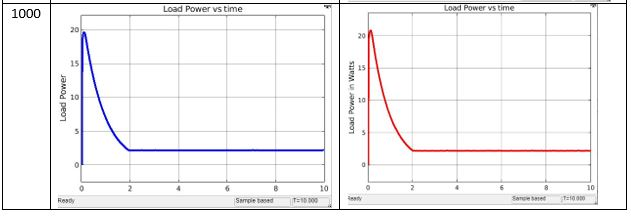 1000
Load Power vs time
Load Power
20
15
10
5
0
0 2 4 6 8 10
Ready Sample based T=10.000
Load Power vs time
Load Power in Watts
20
15
10
5
0
0 2 4 6 8 10
Ready Sample based T=10.000